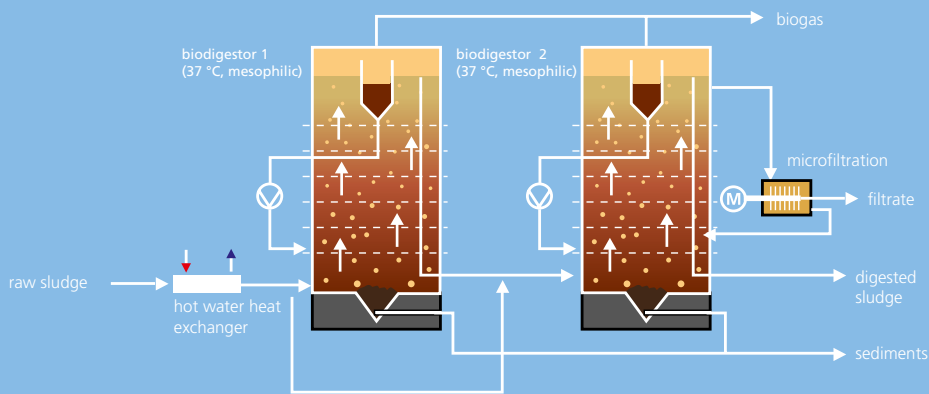 biogas
biodigestor 1
(37 °C, mesophilic)
biodigestor 2
(37 °C, mesophilic)
microfiltration
M
filtrate
raw sludge
hot water heat
exchanger
digested
sludge
sediments